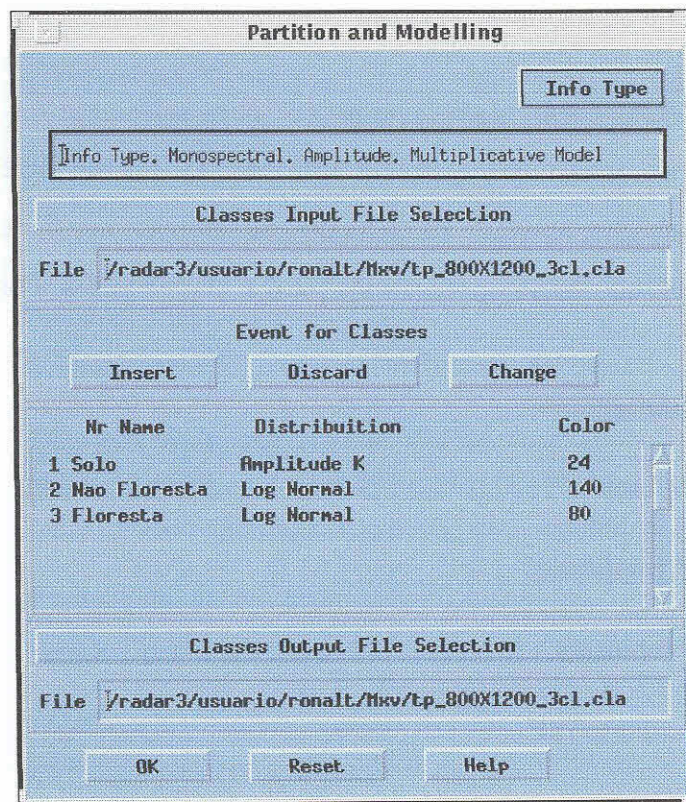 Partition and Modelling
Info Type
Info Type. Monospectral. Amplitude. Multiplicative Model
Classes Input File Selection
File /radar3/usuario/ronalt/Mxv/tp_800X1200_3cl.cla
Event for Classes
Insert Discard Change
Nr Name Distribuition Color
1 Solo Amplitude K 24
2 Nao Floresta Log Normal 140
3 Floresta Log Normal 80
Classes Output File Selection
File /radar3/usuario/ronalt/Mxv/tp_800X1200_3cl.cla
OK Reset Help